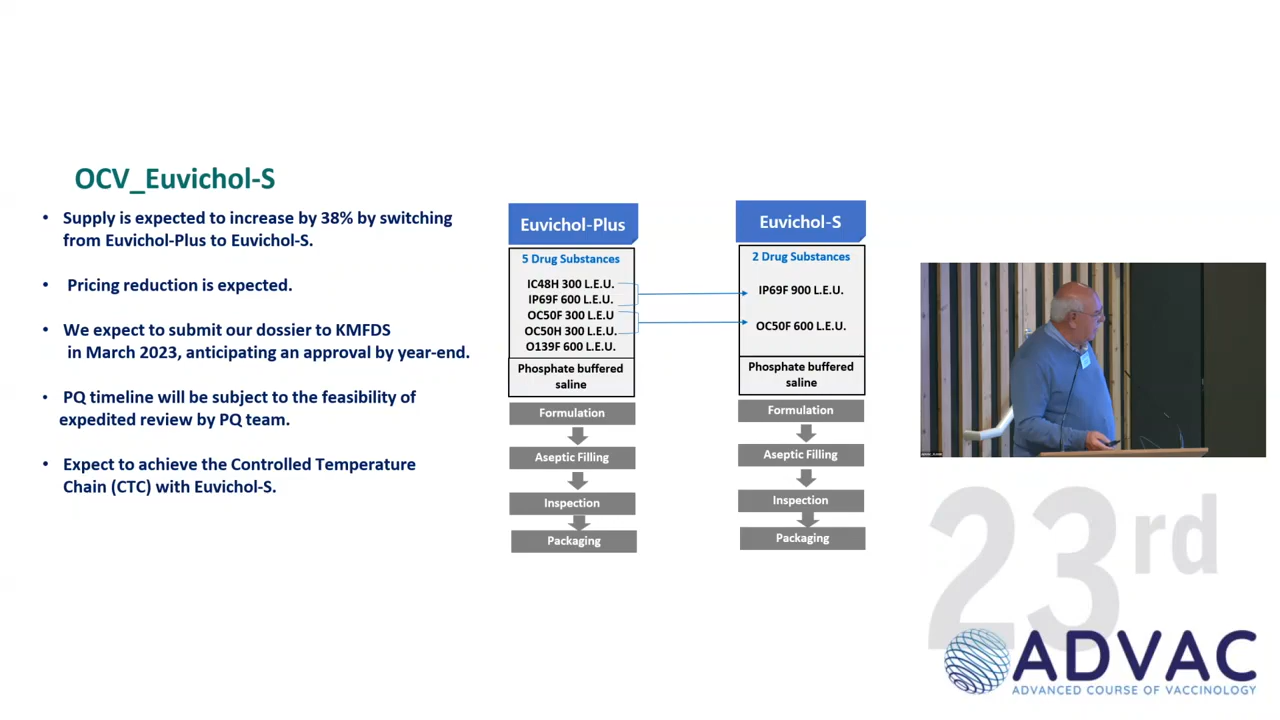 OCV_Euvichol-S
• Supply is expected to increase by 38% by switching
from Euvichol-Plus to Euvichol-S.
• Pricing reduction is expected.
• We expect to submit our dossier to KMFDS
in March 2023, anticipating an approval by year-end.
• PQ timeline will be subject to the feasibility of
expedited review by PQ team.
• Expect to achieve the Controlled Temperature
Chain (CTC) with Euvichol-S.
Euvichol-Plus
5 Drug Substances
IC48H 300 L.E.U.
IP69F 600 L.E.U.
OC50F 300 L.E.U
OC50H 300 L.E.U.
O139F 600 L.E.U.
Phosphate buffered
saline
Formulation
Aseptic Filling
Inspection
Packaging
Euvichol-S
2 Drug Substances
IP69F 900 L.E.U.
OC50F 600 L.E.U.
Phosphate buffered
saline
Formulation
Aseptic Filling
Inspection
Packaging
23rd
ADVAC
ADVANCED COURSE OF VACCINOLOGY